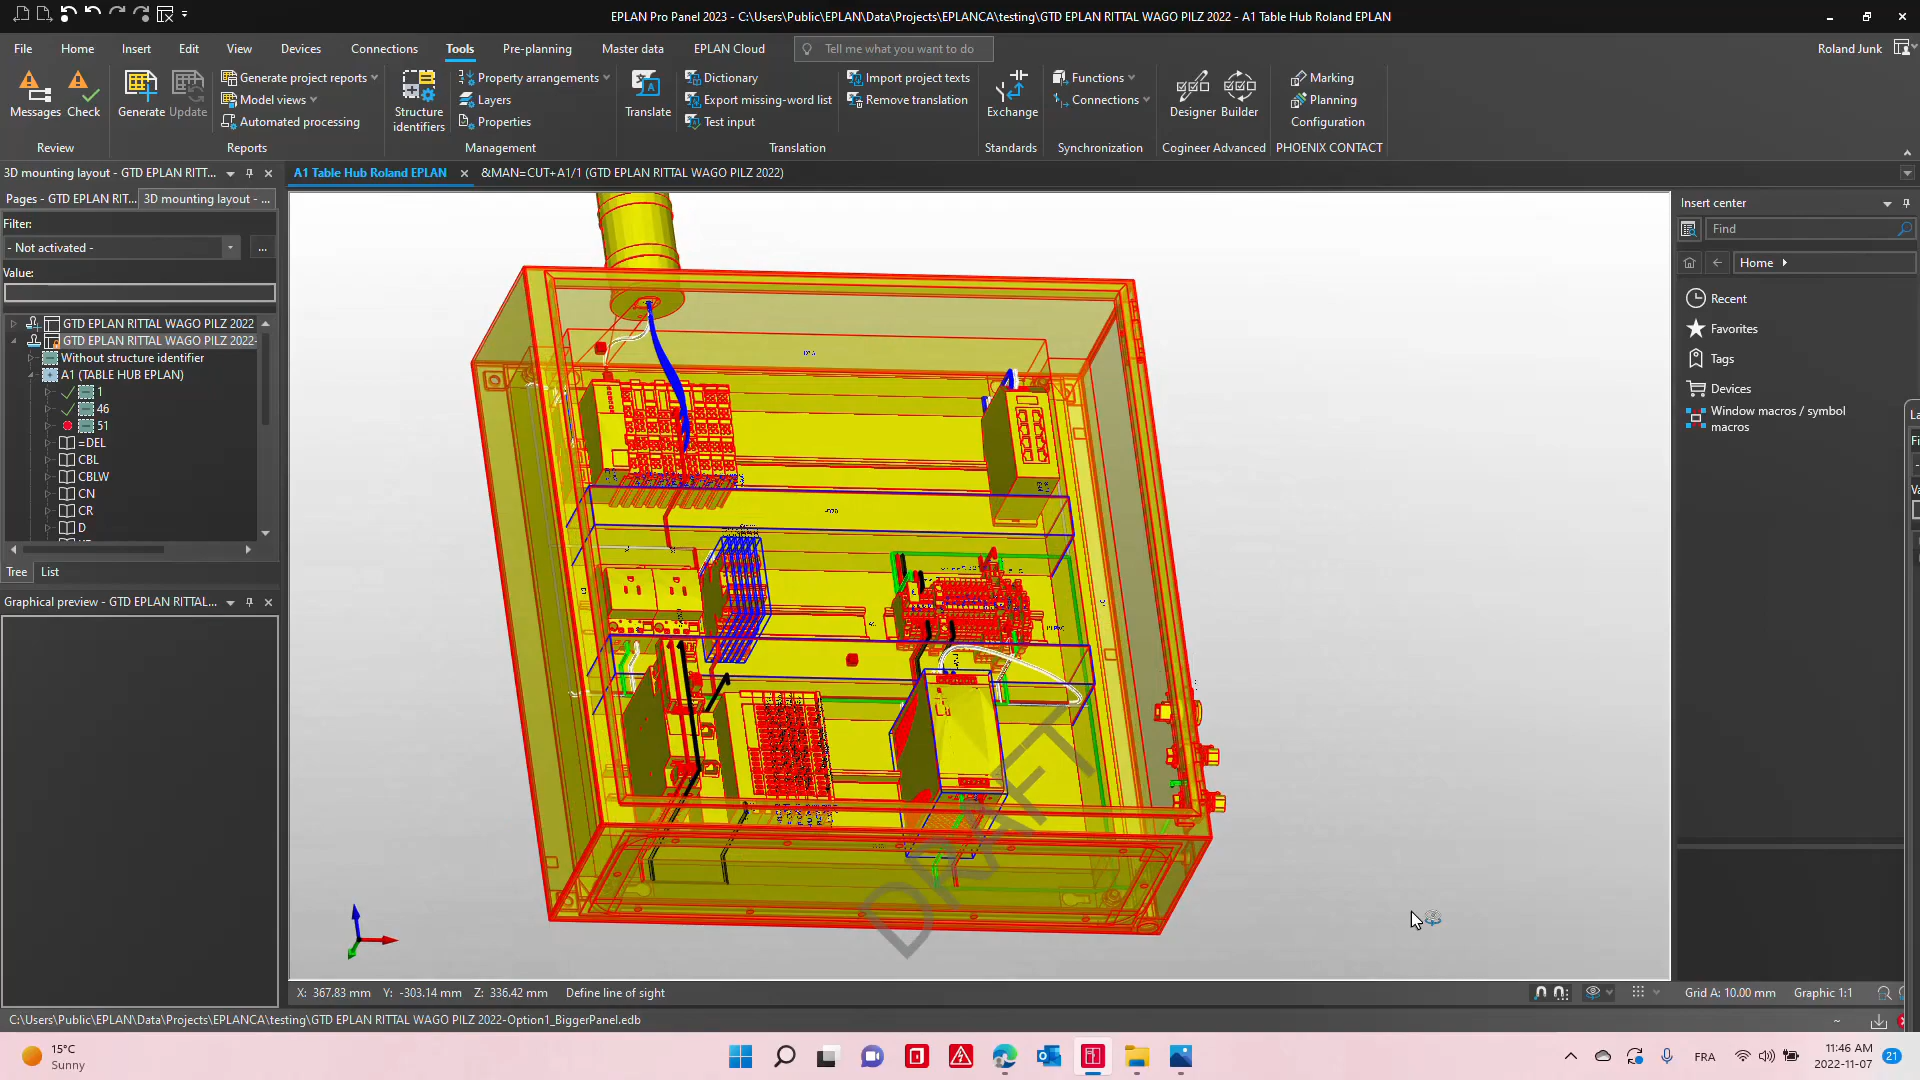 EPLAN Pro Panel 2023 - C:\Users\Public\EPLAN\Data\Projects\EPLANCA\testing\GTD EPLAN RITTAL WAGO PILZ 2022 - A1 Table Hub Roland EPLAN
File Home Insert Edit View Devices Connections Tools Pre-planning Master data EPLAN Cloud Tell me what you want to do Roland Junk
Messages Check
Review
Generate Update
Generate project reports
Model views
Automated processing
Reports
Structure identifiers
Property arrangements
Layers
Properties
Management
Translate
Dictionary
Export missing-word list
Test input
Import project texts
Remove translation
Translation
Exchange
Standards
Functions
Connections
Synchronization
Designer Builder
Cogineer Advanced
Marking
Planning
Configuration
PHOENIX CONTACT
3D mounting layout - GTD EPLAN RITT...
A1 Table Hub Roland EPLAN
&MAN=CUT+A1/1 (GTD EPLAN RITTAL WAGO PILZ 2022)
Pages - GTD EPLAN RIT...
3D mounting layout - ...
Filter:
- Not activated -
...
Value:
GTD EPLAN RITTAL WAGO PILZ 2022
GTD EPLAN RITTAL WAGO PILZ 2022-
Without structure identifier
A1 (TABLE HUB EPLAN)
1
46
51
=DEL
CBL
CBLW
CN
CR
D
Tree List
Graphical preview - GTD EPLAN RITTAL...
DRAFT
Insert center
Find
Home
Recent
Favorites
Tags
Devices
Window macros / symbol
macros
X: 367.83 mm Y: -303.14 mm Z: 336.42 mm Define line of sight
Grid A: 10.00 mm Graphic 1:1
C:\Users\Public\EPLAN\Data\Projects\EPLANCA\testing\GTD EPLAN RITTAL WAGO PILZ 2022-Option1_BiggerPanel.edb
~
15°C
Sunny
FRA
11:46 AM
2022-11-07
21